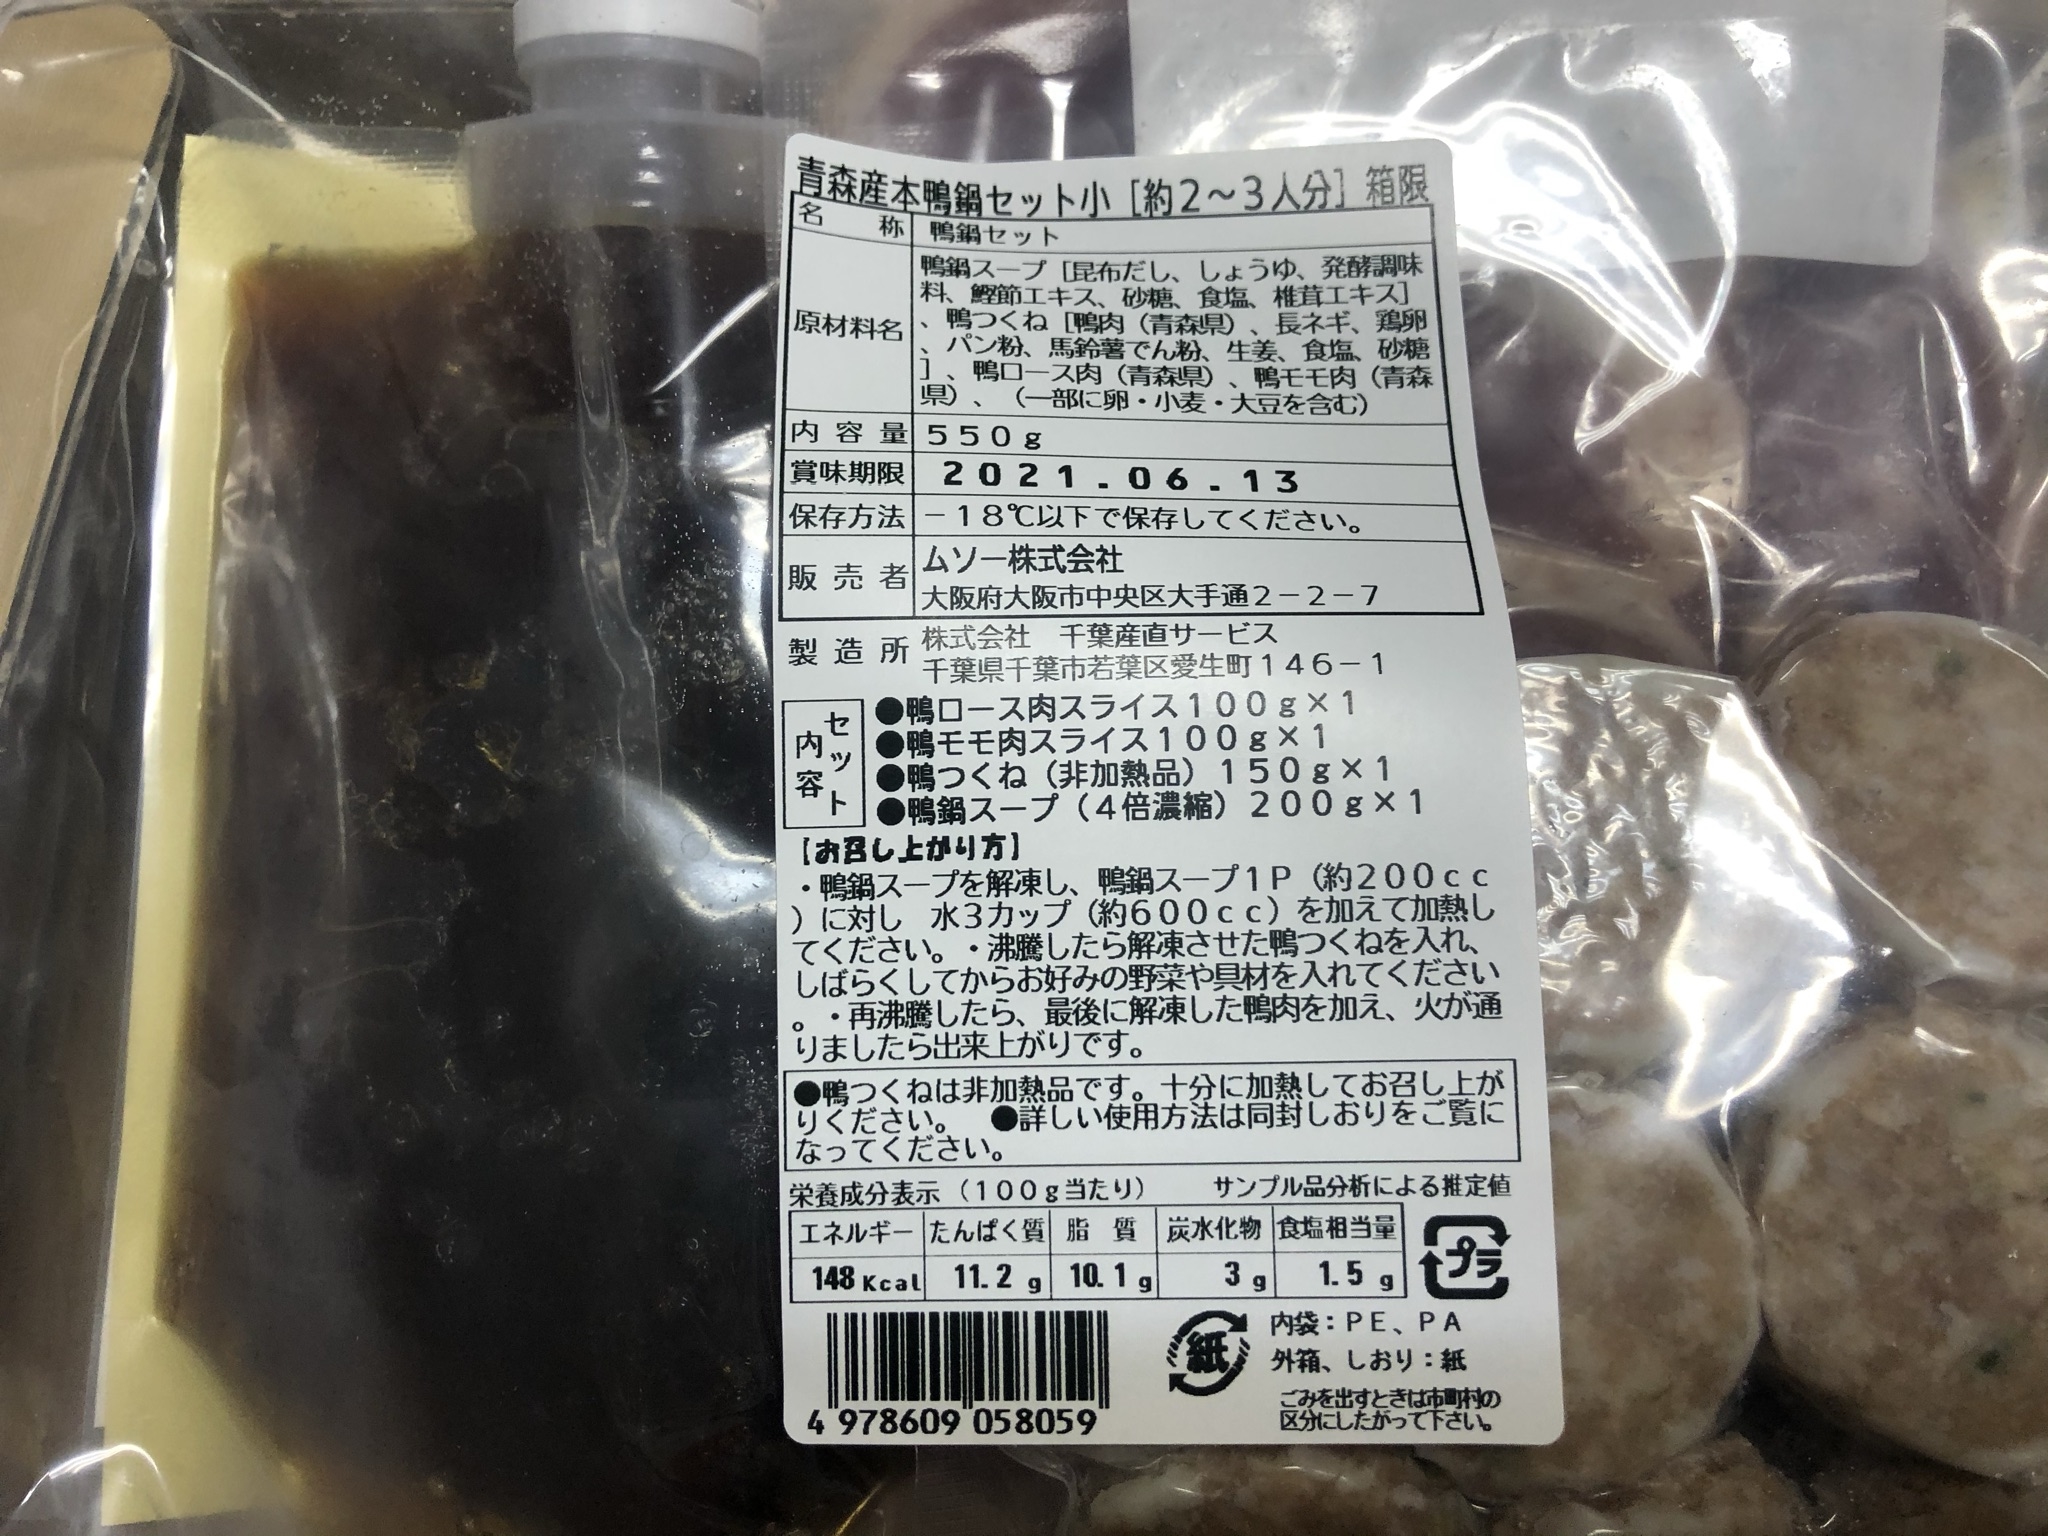 青森産本鴨鍋セット小［約２～３人分］箱限
名　称　鴨鍋セット
原材料名　鴨鍋スープ［昆布だし、しょうゆ、発酵調味
料、鰹節エキス、砂糖、食塩、椎茸エキス］
、鴨つくね［鴨肉（青森県）、長ネギ、鶏卵
、パン粉、馬鈴薯でん粉、生姜、食塩、砂糖
］、鴨ロース肉（青森県）、鴨モモ肉（青森
県）、（一部に卵・小麦・大豆を含む）
内容量　５５０ｇ
賞味期限　2021.06.13
保存方法　－１８℃以下で保存してください。
販売者　ムソー株式会社
大阪府大阪市中央区大手通２－２－７
製造所　株式会社　千葉産直サービス
千葉県千葉市若葉区愛生町１４６－１
セット内容
●鴨ロース肉スライス１００ｇ×１
●鴨モモ肉スライス１００ｇ×１
●鴨つくね（非加熱品）１５０ｇ×１
●鴨鍋スープ（４倍濃縮）２００ｇ×１
【お召し上がり方】
・鴨鍋スープを解凍し、鴨鍋スープ１Ｐ（約２００ｃｃ
）に対し　水３カップ（約６００ｃｃ）を加えて加熱し
てください。・沸騰したら解凍させた鴨つくねを入れ、
しばらくしてからお好みの野菜や具材を入れてください
。・再沸騰したら、最後に解凍した鴨肉を加え、火が通
りましたら出来上がりです。
●鴨つくねは非加熱品です。十分に加熱してお召し上が
りください。　●詳しい使用方法は同封しおりをご覧に
なってください。
栄養成分表示（１００ｇ当たり）　サンプル品分析による推定値
エネルギー　たんぱく質　脂　質　炭水化物　食塩相当量
148 Kcal　11.2 g　10.1 g　3 g　1.5 g
プラ
紙
内袋：ＰＥ、ＰＡ
外箱、しおり：紙
ごみを出すときは市町村の
区分にしたがって下さい。
4 978609 058059